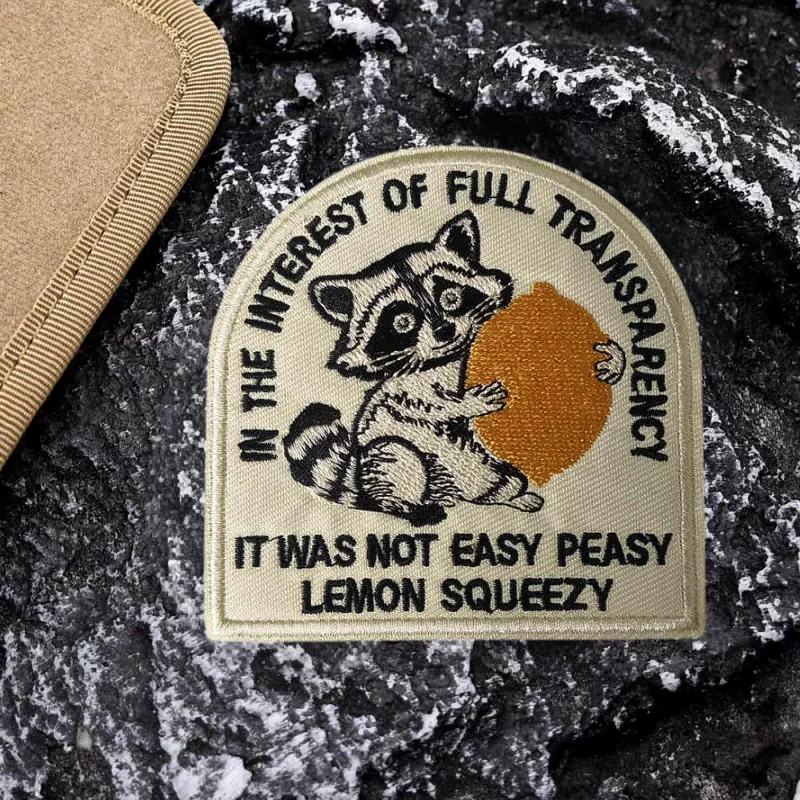 IN THE INTEREST OF FULL TRANSPARENCY
IT WAS NOT EASY PEASY
LEMON SQUEEZY